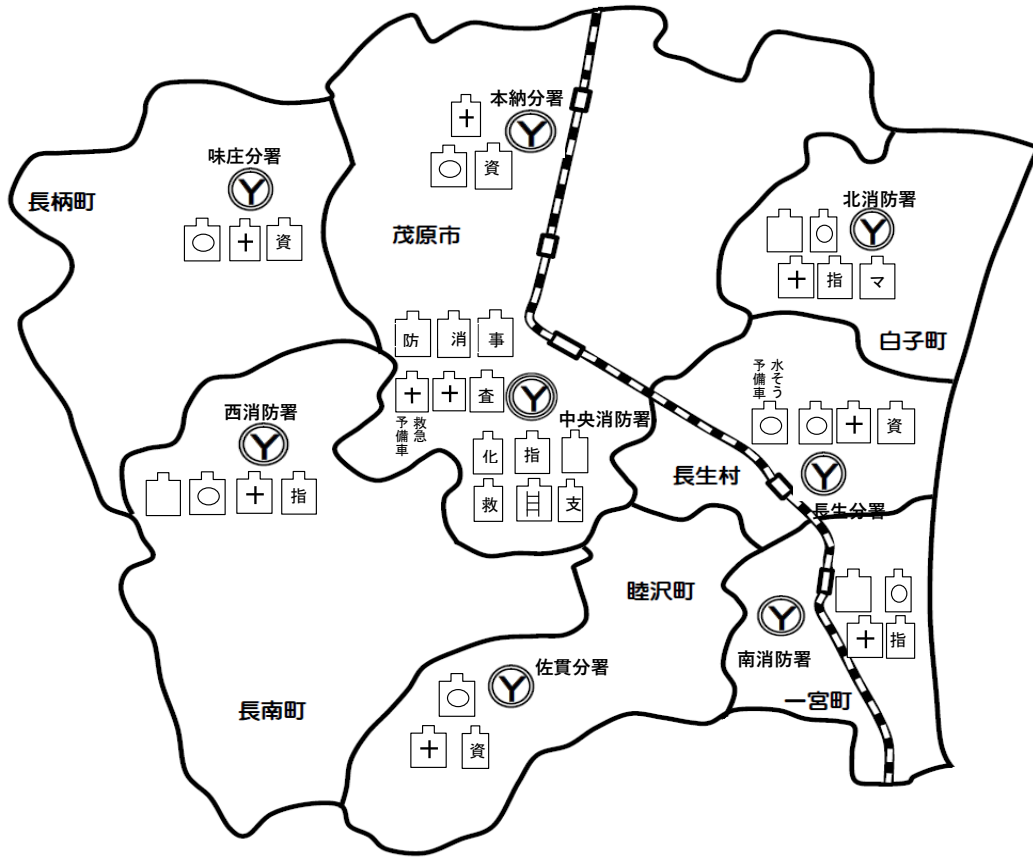 本納分署
資
味庄分署
長柄町
資
茂原市
北消防署
指
マ
白子町
防
消
事
査
救急
予備車
中央消防署
化
指
救
支
水そう
予備車
資
長生村
長生分署
西消防署
指
睦沢町
南消防署
指
一宮町
佐貫分署
資
長南町